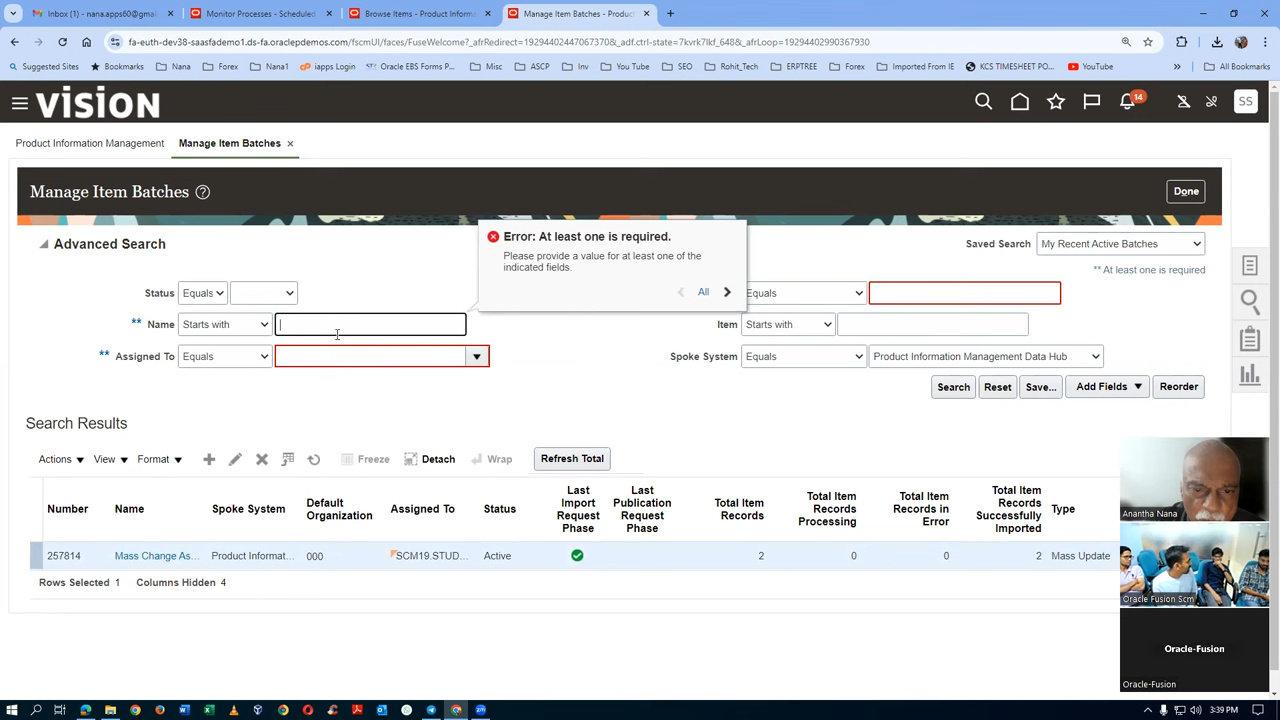 Inbox (1) - nana.apps60@gmail
Monitor Processes - Scheduled
Browse Items - Product Informa
Manage Item Batches - Produc
fa-euth-dev38-saasfademo1.ds-fa.oraclepdemos.com/fscmUI/faces/FuseWelcome?_afrRedirect=19294402447067370&_adf.ctrl-state=7kvrk7lkf_648&_afrLoop=19294402990367930
Suggested Sites
Bookmarks
Nana
Forex
Nana1
iapps Login
Oracle EBS Forms P...
Misc
ASCP
Inv
You Tube
SEO
Rohit_Tech
ERPTREE
Forex
Imported From IE
KCS TIMESHEET PO...
YouTube
»
All Bookmarks
VISION
14
SS
Product Information Management
Manage Item Batches
Manage Item Batches
Done
Advanced Search
Error: At least one is required.
Please provide a value for at least one of the
indicated fields.
All
Saved Search
My Recent Active Batches
** At least one is required
Status
Equals
Equals
** Name
Starts with
Item
Starts with
** Assigned To
Equals
Spoke System
Equals
Product Information Management Data Hub
Search
Reset
Save...
Add Fields
Reorder
Search Results
Actions
View
Format
Freeze
Detach
Wrap
Refresh Total
Number
Name
Spoke System
Default
Organization
Assigned To
Status
Last
Import
Request
Phase
Last
Publication
Request
Phase
Total Item
Records
Total Item
Records
Processing
Total Item
Records in
Error
Total Item
Records
Successfully
Imported
Type
257814
Mass Change As...
Product Informat...
000
SCM19.STUD...
Active
2
0
0
2
Mass Update
Rows Selected 1
Columns Hidden 4
Anantha Nana
Oracle Fusion Scm
Oracle-Fusion
Oracle-Fusion
3:39 PM